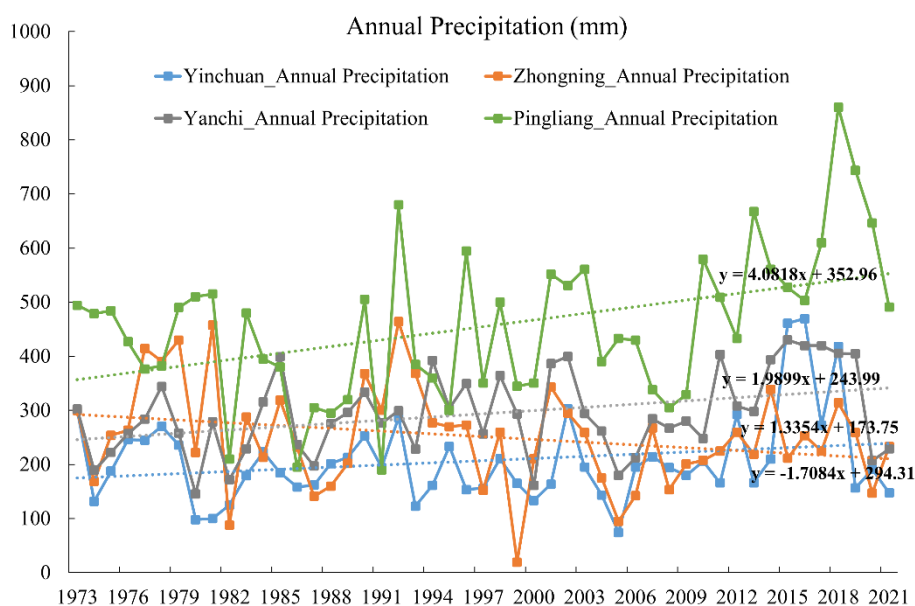 Annual Precipitation (mm)
Yinchuan_Annual Precipitation
Zhongning_Annual Precipitation
Yanchi_Annual Precipitation
Pingliang_Annual Precipitation
1000
900
800
700
600
500
400
300
200
100
0
y = 4.0818x + 352.96
y = 1.9899x + 243.99
y = 1.3354x + 173.75
y = -1.7084x + 294.31
1973 1976 1979 1982 1985 1988 1991 1994 1997 2000 2003 2006 2009 2012 2015 2018 2021